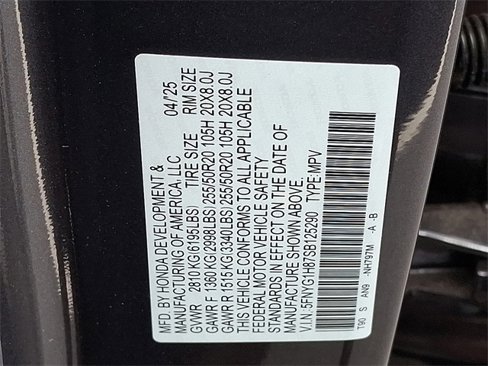 MFD. BY HONDA DEVELOPMENT & 04/25
MANUFACTURING OF AMERICA, LLC
GVWR 2810 KG(6195LBS) TIRE SIZE RIM SIZE
GAWR F 1360 KG(2998LBS) 255/50R20 105H 20X8.0J
GAWR R 1515 KG(3340LBS) 255/50R20 105H 20X8.0J
THIS VEHICLE CONFORMS TO ALL APPLICABLE
FEDERAL MOTOR VEHICLE SAFETY
STANDARDS IN EFFECT ON THE DATE OF
MANUFACTURE SHOWN ABOVE.
V.I.N. :5FNYG1H87SB125290 TYPE:MPV
T90 S AN9 -NH797M -A -B